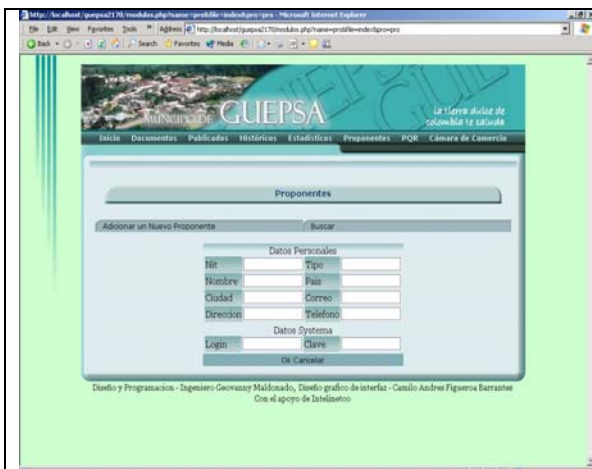 http://localhost/guepsa2170/modulos.php?name=prot&file=index&pro=pro - Microsoft Internet Explorer
File Edit View Favorites Tools » Address http://localhost/guepsa2170/modulos.php?name=prot&file=index&pro=pro
Back Search Favorites Media
MUNICIPIO DE GUEPSA
La tierra dulce de
colombia te saluda
Inicio Documentos Publicados Históricos Estadísticos Proponentes PQR Cámara de Comercio
Proponentes
Adicionar un Nuevo Proponente Buscar
Datos Personales
Nit Tipo
Nombre Pais
Ciudad Correo
Direccion Telefono
Datos Systema
Login Clave
Ok Cancelar
Diseño y Programacion - Ingeniero Geovanny Maldonado, Diseño grafico de interfaz - Camilo Andres Figueroa Barrantes
Con el apoyo de Intelinetco